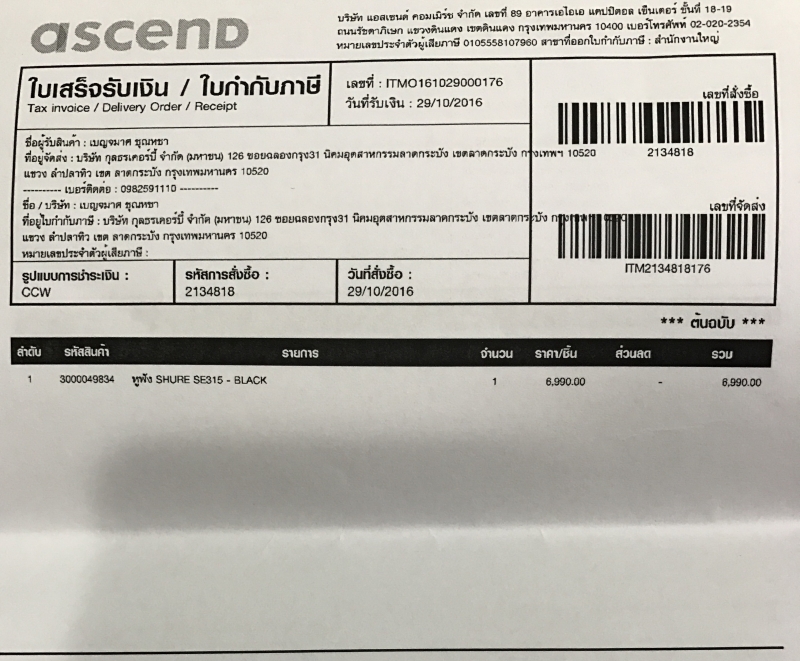 ascend
บริษัท แอสเซนด์ คอมเมิร์ซ จำกัด เลขที่ 89 อาคารเอไอเอ แคปปิตอล เซ็นเตอร์ ชั้นที่ 18-19
ถนนรัชดาภิเษก แขวงดินแดง เขตดินแดง กรุงเทพมหานคร 10400 เบอร์โทรศัพท์ 02-020-2354
หมายเลขประจำตัวผู้เสียภาษี 0105558107960 สาขาที่ออกใบกำกับภาษี : สำนักงานใหญ่
ใบเสร็จรับเงิน / ใบกำกับภาษี
Tax invoice / Delivery Order / Receipt
เลขที่ : ITMO161029000176
วันที่รับเงิน : 29/10/2016
เลขที่สั่งซื้อ
2134818
ชื่อผู้รับสินค้า : เบญจมาศ ชุณหชา
ที่อยู่จัดส่ง : บริษัท กุลธรเคอร์บี้ จำกัด (มหาชน) 126 ซอยฉลองกรุง31 นิคมอุตสาหกรรมลาดกระบัง เขตลาดกระบัง กรุงเทพฯ 10520
แขวง ลำปลาทิว เขต ลาดกระบัง กรุงเทพมหานคร 10520
---------- เบอร์ติดต่อ : 0982591110 ----------
ชื่อ / บริษัท : เบญจมาศ ชุณหชา
ที่อยู่ใบกำกับภาษี : บริษัท กุลธรเคอร์บี้ จำกัด (มหาชน) 126 ซอยฉลองกรุง31 นิคมอุตสาหกรรมลาดกระบัง เขตลาดกระบัง
แขวง ลำปลาทิว เขต ลาดกระบัง กรุงเทพมหานคร 10520
หมายเลขประจำตัวผู้เสียภาษี :
เลขที่จัดส่ง
ITM2134818176
รูปแบบการชำระเงิน :
CCW
รหัสการสั่งซื้อ :
2134818
วันที่สั่งซื้อ :
29/10/2016
*** ต้นฉบับ ***
ลำดับ รหัสสินค้า รายการ จำนวน ราคา/ชิ้น ส่วนลด รวม
1 3000049834 หูฟัง SHURE SE315 - BLACK 1 6,990.00 - 6,990.00